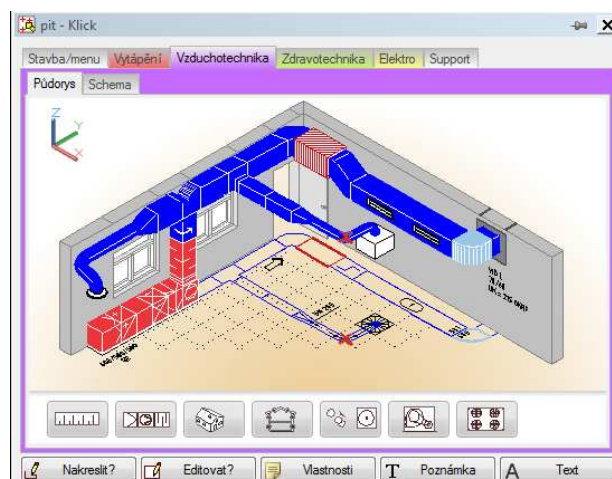 pit - Klick
Stavba/menu Vytápění Vzduchotechnika Zdravotechnika Elektro Support
Půdorys Schema
Z
Y
X
Nakreslit? Editovat? Vlastnosti Poznámka Text